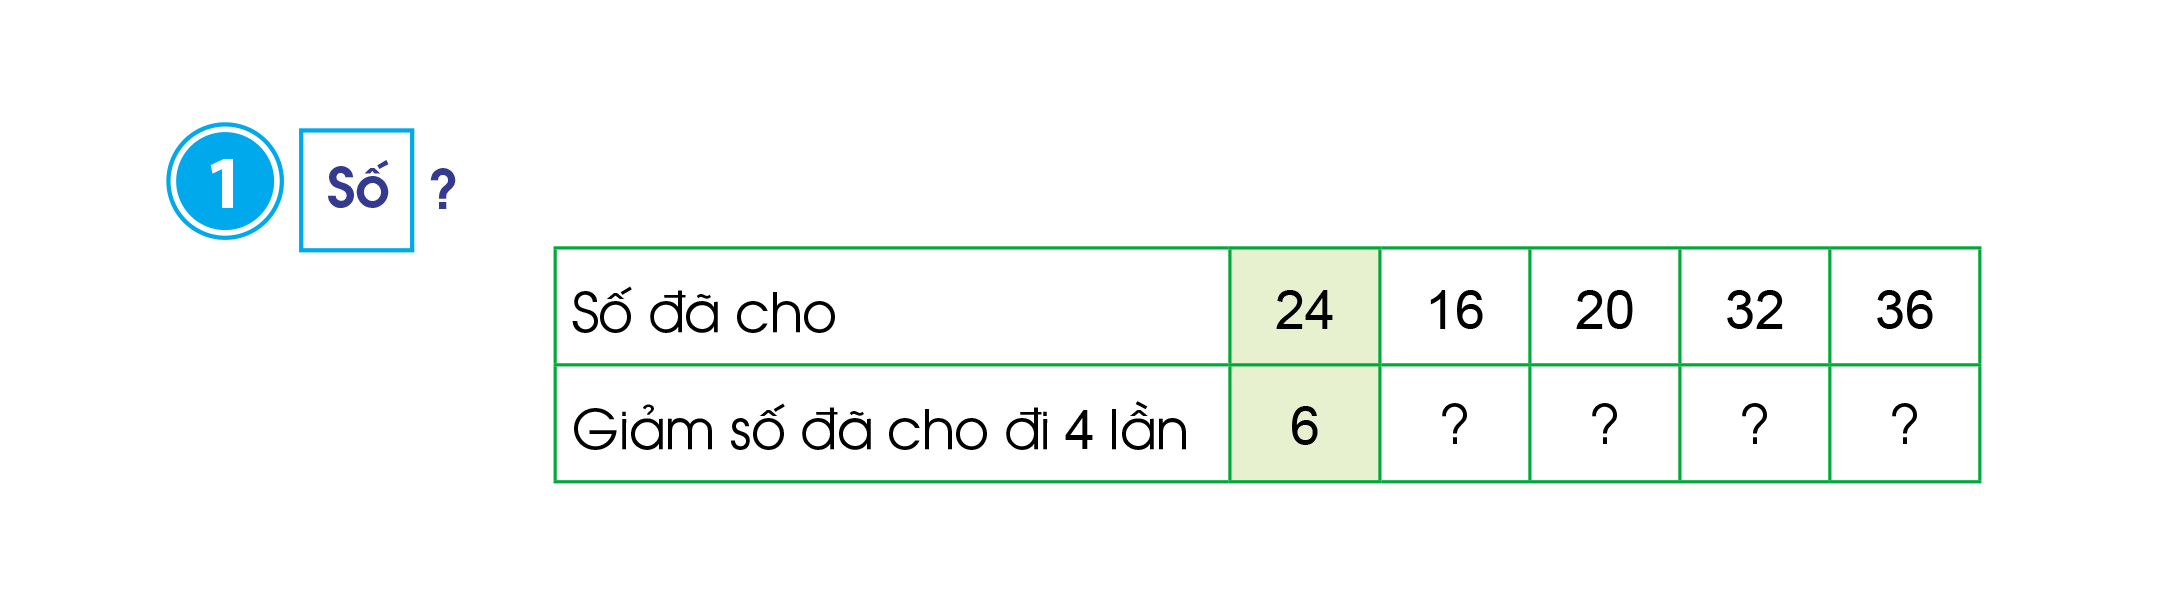 1 Số ?
Số đã cho 24 16 20 32 36
Giảm số đã cho đi 4 lần 6 ? ? ? ?